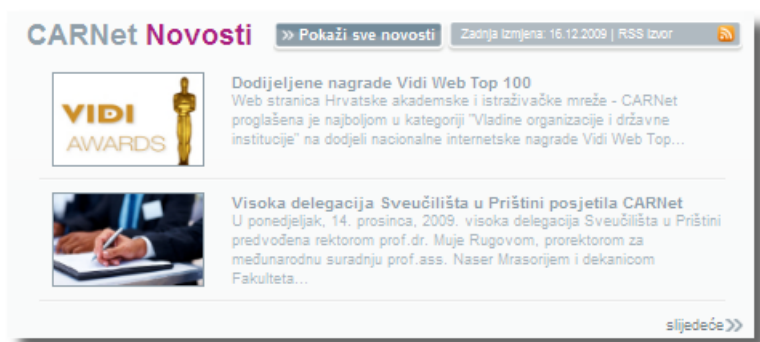 CARNet Novosti
» Pokaži sve novosti
Zadnja Izmjena: 16.12.2009 | RSS Izvor
VIDI
AWARDS
Dodijeljene nagrade Vidi Web Top 100
Web stranica Hrvatske akademske i istraživačke mreže - CARNet
proglašena je najboljom u kategoriji "Vladine organizacije i državne
institucije" na dodjeli nacionalne internetske nagrade Vidi Web Top...
Visoka delegacija Sveučilišta u Prištini posjetila CARNet
U ponedjeljak, 14. prosinca, 2009. visoka delegacija Sveučilišta u Prištini
predvođena rektorom prof.dr. Muje Rugovom, prorektorom za
međunarodnu suradnju prof.ass. Naser Mrasorijem i dekanicom
Fakulteta...
slijedeće»